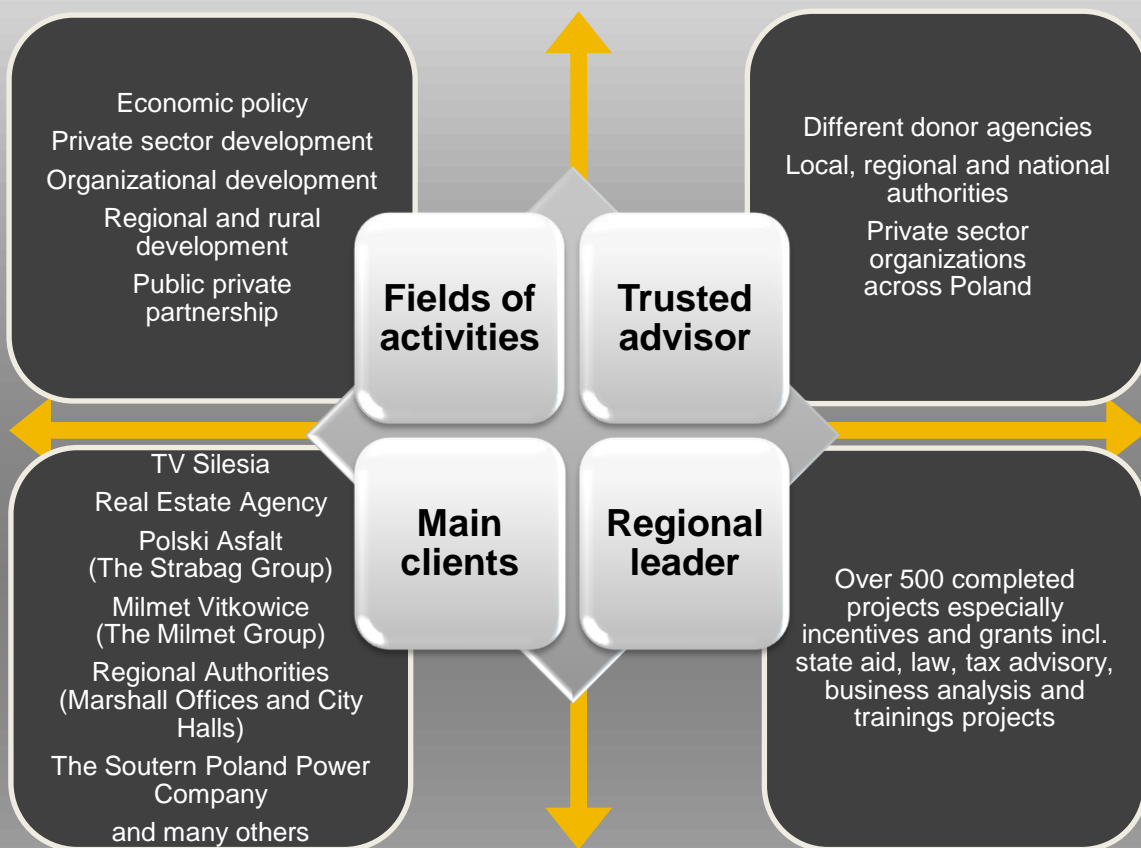 Economic policy
Private sector development
Organizational development
Regional and rural
development
Public private
partnership
Different donor agencies
Local, regional and national
authorities
Private sector
organizations
across Poland
Fields of
activities
Trusted
advisor
Main
clients
Regional
leader
TV Silesia
Real Estate Agency
Polski Asfalt
(The Strabag Group)
Milmet Vitkowice
(The Milmet Group)
Regional Authorities
(Marshall Offices and City
Halls)
The Soutern Poland Power
Company
and many others
Over 500 completed
projects especially
incentives and grants incl.
state aid, law, tax advisory,
business analysis and
trainings projects